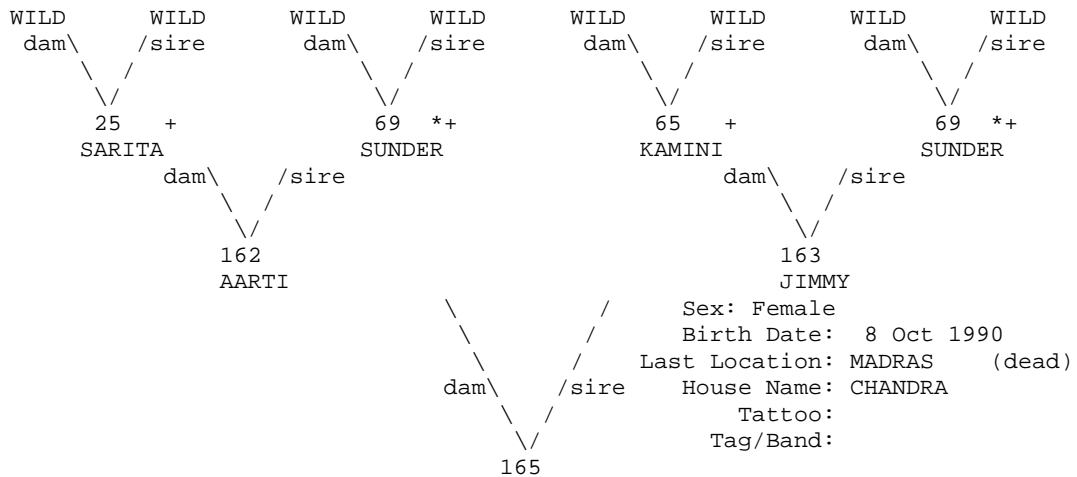 WILD WILD WILD WILD WILD WILD WILD WILD
dam\ /sire dam\ /sire dam\ /sire dam\ /sire
25 + 69 *+ 65 + 69 *+
SARITA SUNDER KAMINI SUNDER
dam\ /sire dam\ /sire
162 163
AARTI JIMMY
Sex: Female
Birth Date: 8 Oct 1990
Last Location: MADRAS (dead)
dam\ /sire House Name: CHANDRA
Tattoo:
Tag/Band:
165